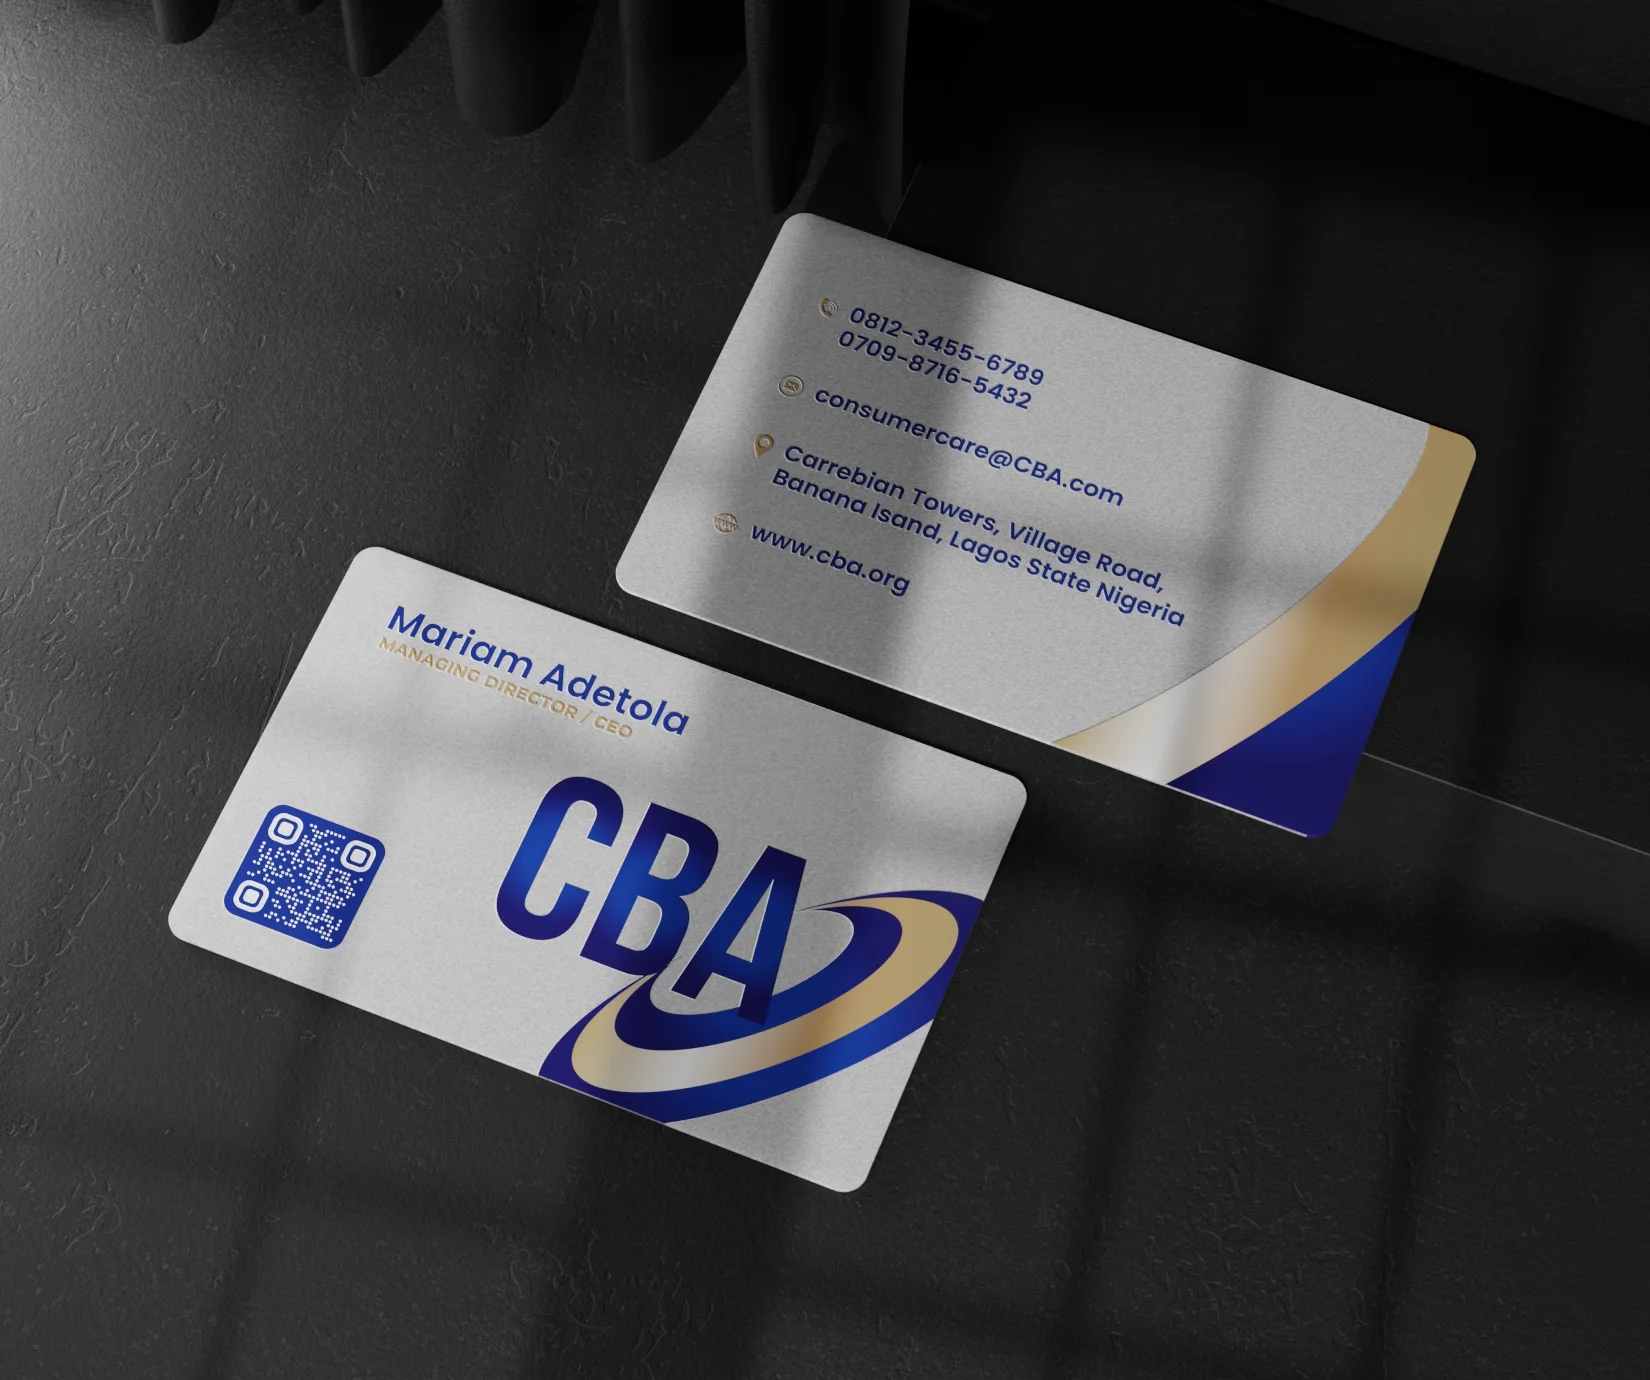 0812-3455-6789
0709-8716-5432
consumercare@CBA.com
Carrebian Towers, Village Road,
Banana Isand, Lagos State Nigeria
www
www.cba.org
Mariam Adetola
MANAGING DIRECTOR / CEO
CBA